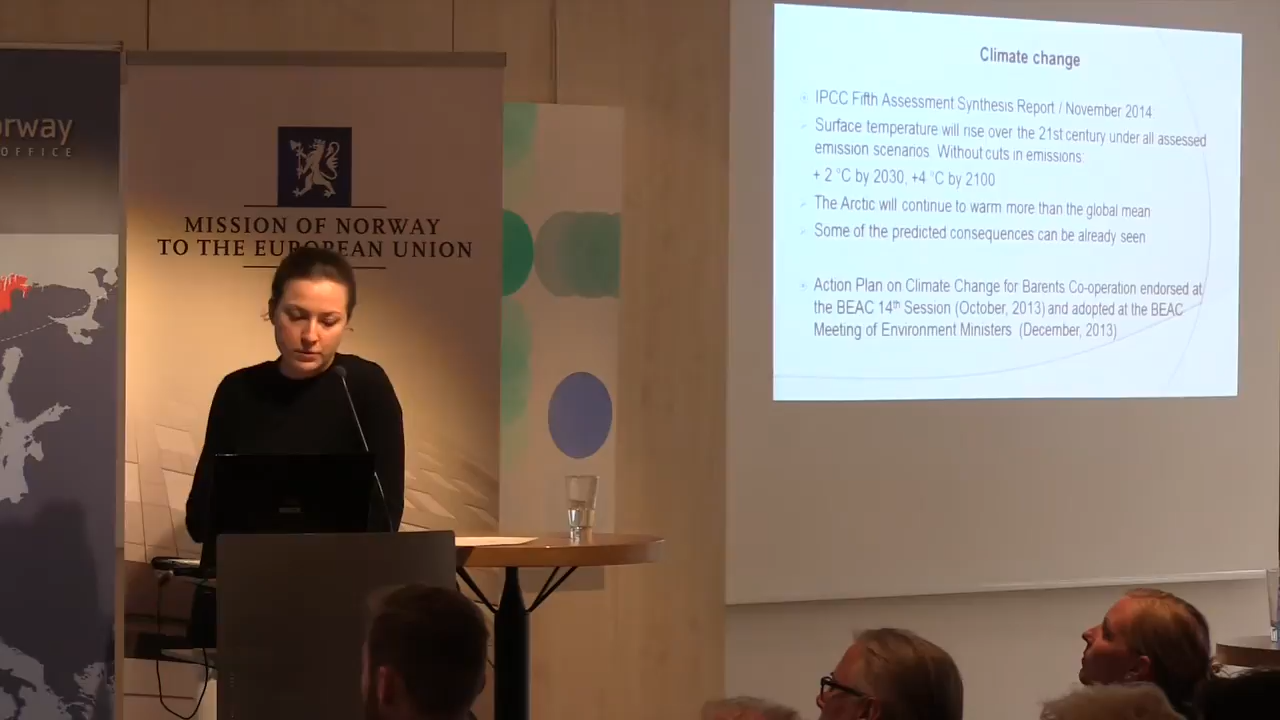 orway
OFFICE
MISSION OF NORWAY
TO THE EUROPEAN UNION
Climate change
IPCC Fifth Assessment Synthesis Report / November 2014
Surface temperature will rise over the 21st century under all assessed
emission scenarios. Without cuts in emissions:
+ 2 °C by 2030, +4 °C by 2100
The Arctic will continue to warm more than the global mean
Some of the predicted consequences can be already seen
Action Plan on Climate Change for Barents Co-operation endorsed at
the BEAC 14th Session (October, 2013) and adopted at the BEAC
Meeting of Environment Ministers (December, 2013)